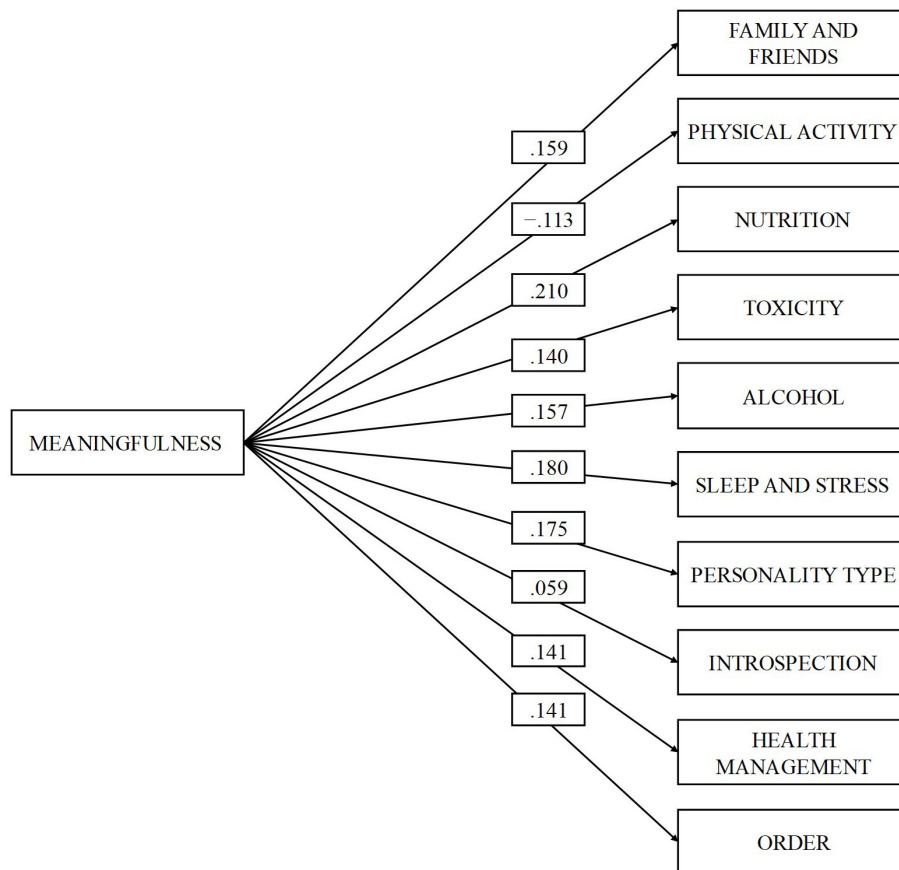 FAMILY AND
FRIENDS
.159
PHYSICAL ACTIVITY
−.113
NUTRITION
.210
TOXICITY
.140
ALCOHOL
.157
MEANINGFULNESS
.180
SLEEP AND STRESS
.175
PERSONALITY TYPE
.059
INTROSPECTION
.141
HEALTH
MANAGEMENT
.141
ORDER